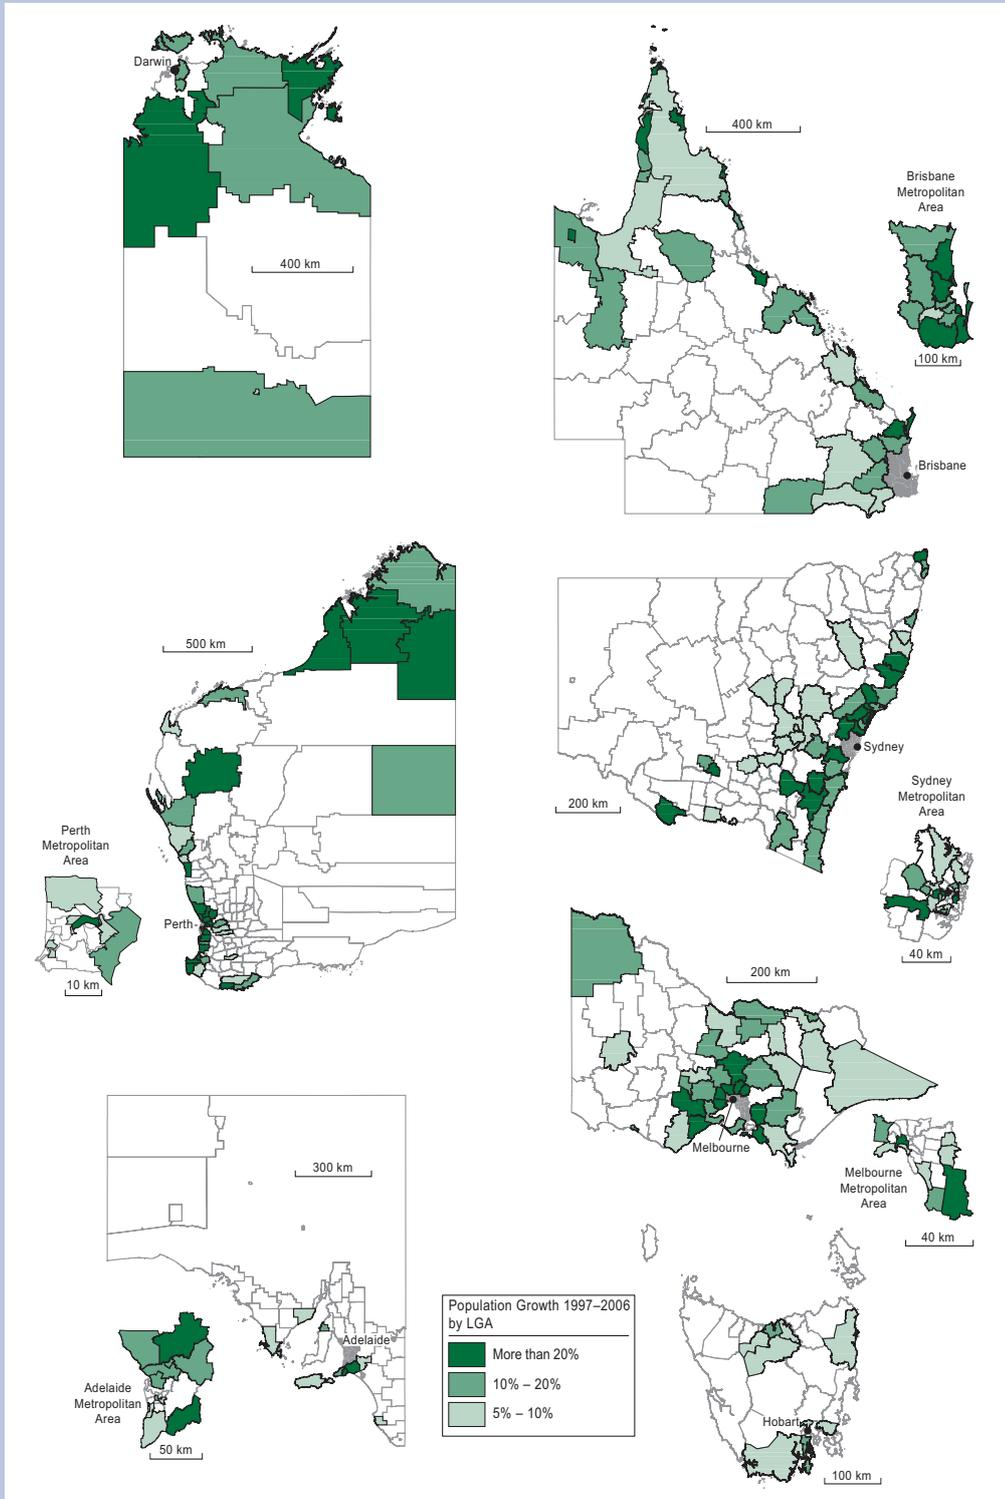 Darwin
400 km
400 km
Brisbane
Metropolitan
Area
100 km
Brisbane
500 km
Perth
Metropolitan
Area
Perth
10 km
Sydney
200 km
Sydney
Metropolitan
Area
40 km
200 km
Melbourne
Melbourne
Metropolitan
Area
40 km
300 km
Adelaide
Adelaide
Metropolitan
Area
50 km
Population Growth 1997–2006
by LGA
More than 20%
10% – 20%
5% – 10%
Hobart
100 km